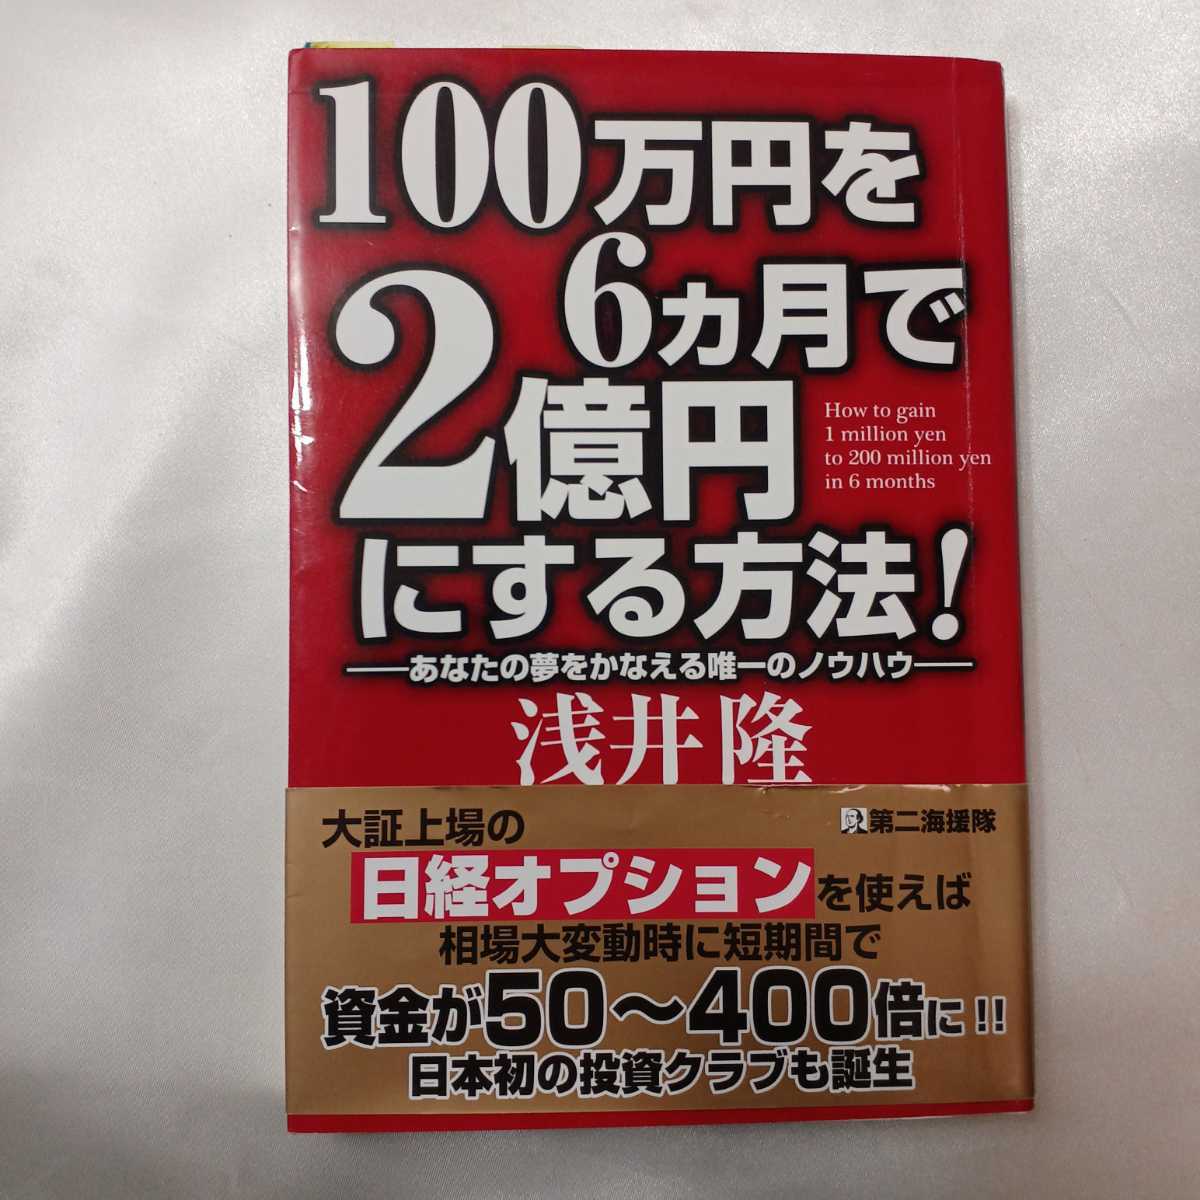 100万円を
6ヵ月で
2億円
How to gain
1 million yen
to 200 million yen
in 6 months
にする方法!
──あなたの夢をかなえる唯一のノウハウ──
浅井隆
大証上場の
第二海援隊
日経オプションを使えば
相場大変動時に短期間で
資金が50〜400倍に!!
日本初の投資クラブも誕生